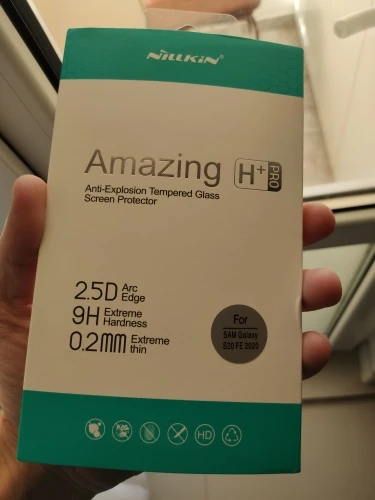 NILLKIN®
Amazing H+ PRO
Anti-Explosion Tempered Glass
Screen Protector
2.5D Arc Edge
9H Extreme Hardness
0.2mm Extreme thin
For
SAM Galaxy
S20 FE 2020
HD